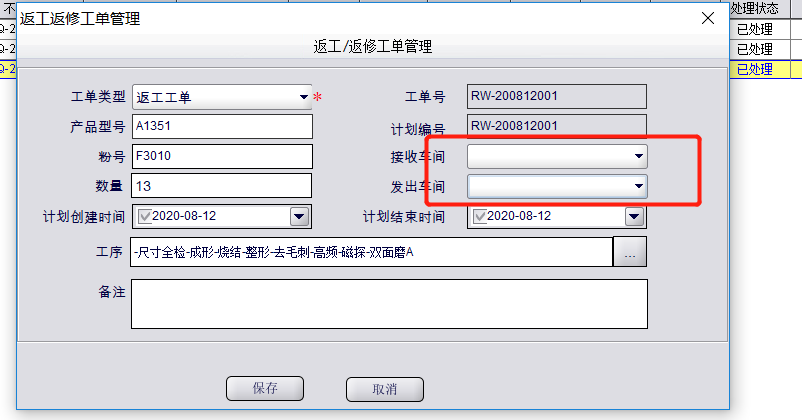 不
处理状态
返工返修工单管理
返工/返修工单管理
Q-2
已处理
Q-2
已处理
Q-2
已处理
工单类型 返工工单 * 工单号 RW-200812001
产品型号 A1351 计划编号 RW-200812001
粉号 F3010 接收车间
数量 13 发出车间
计划创建时间 2020-08-12 计划结束时间 2020-08-12
工序 -尺寸全检-成形-烧结-整形-去毛刺-高频-磁探-双面磨A ...
备注
保存 取消